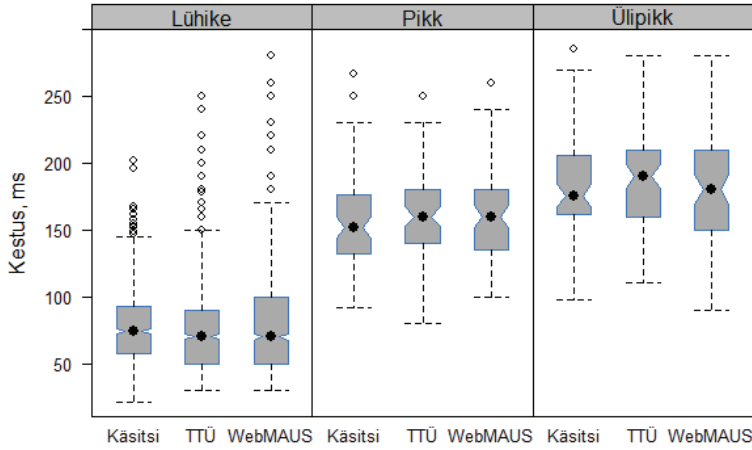 Lühike Pikk Ülipikk
Kestus, ms
250
200
150
100
50
Käsitsi TTÜ WebMAUS Käsitsi TTÜ WebMAUS Käsitsi TTÜ WebMAUS